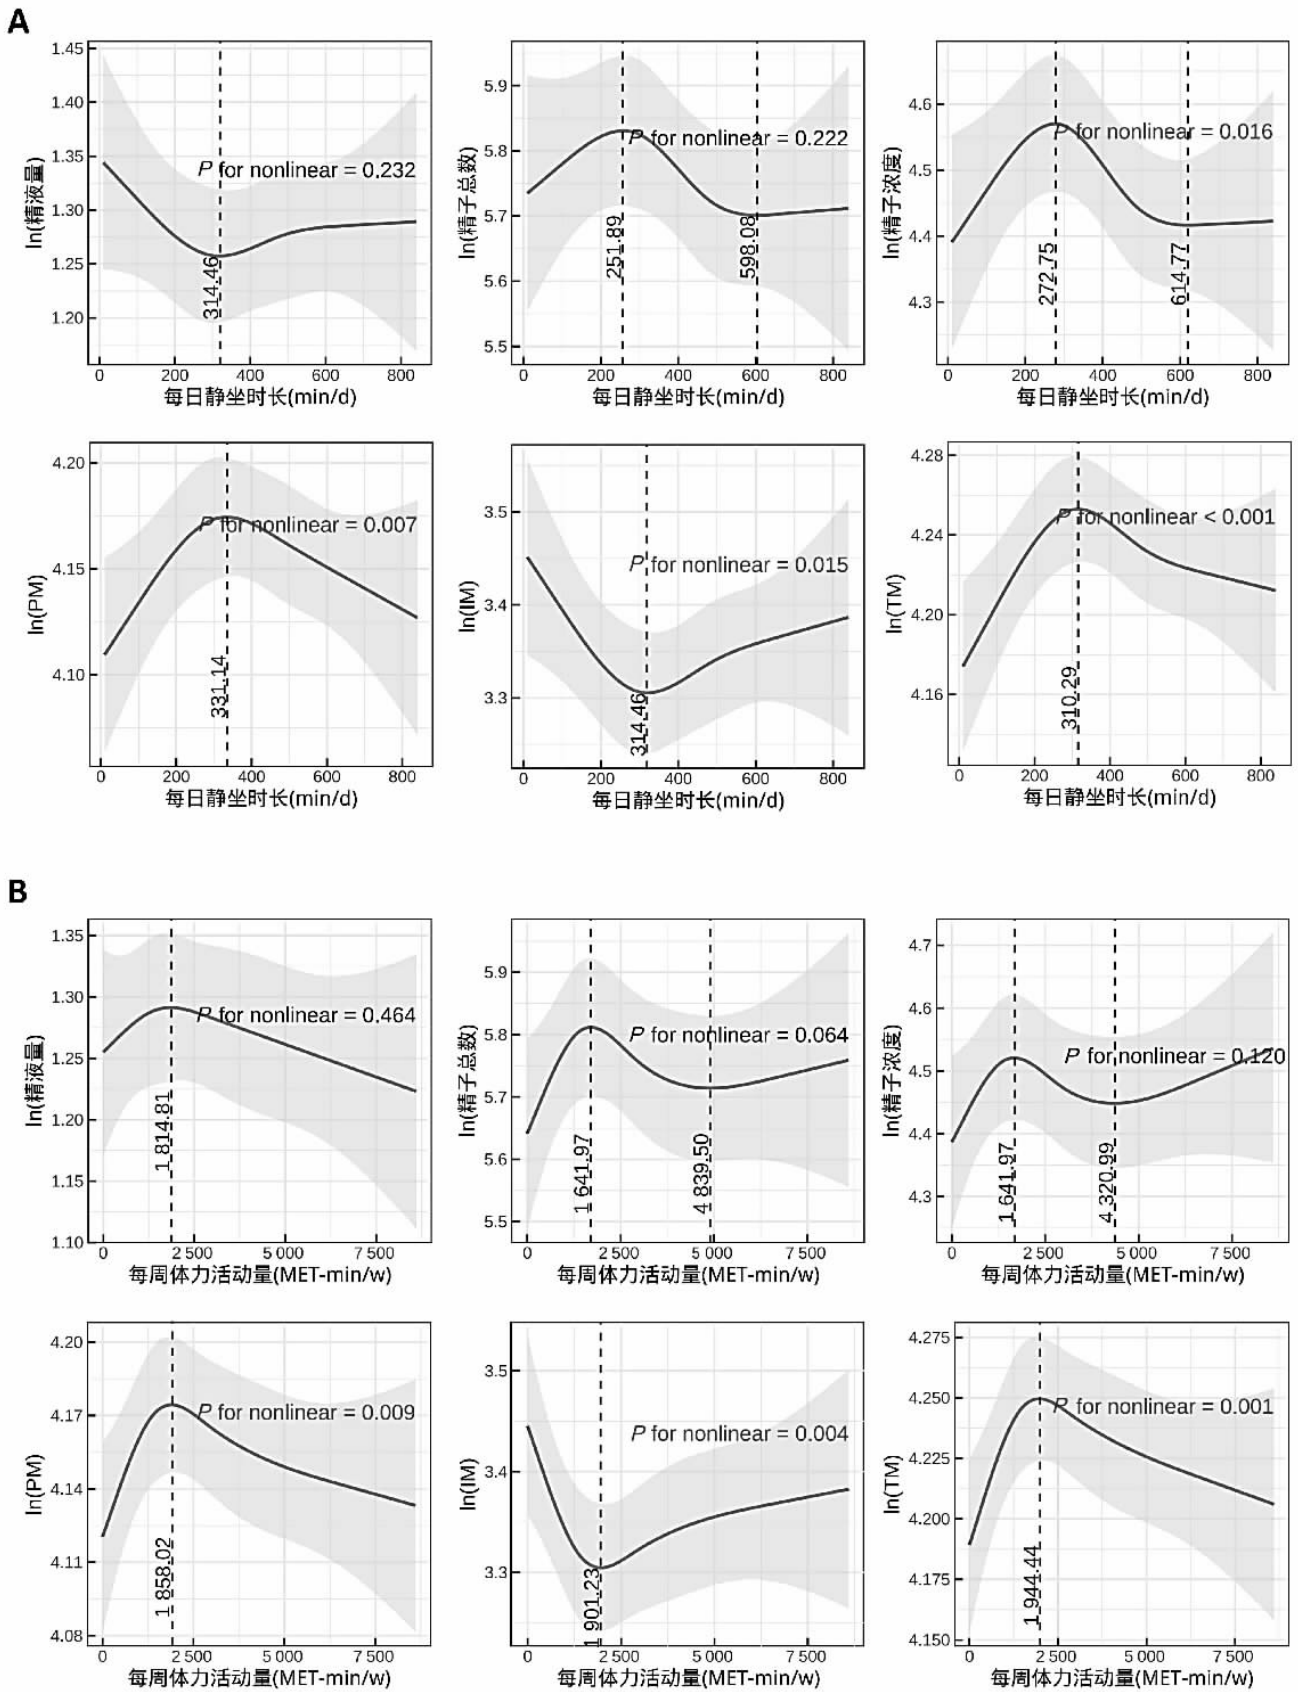 A
1.45
1.40
1.35
1.30
1.25
1.20
ln(精液量)
P for nonlinear = 0.232
314.46
0 200 400 600 800
每日静坐时长(min/d)
5.9
5.8
5.7
5.6
5.5
ln(精子总数)
P for nonlinear = 0.222
251.89
598.08
0 200 400 600 800
每日静坐时长(min/d)
4.6
4.5
4.4
4.3
ln(精子浓度)
P for nonlinear = 0.016
272.75
614.77
0 200 400 600 800
每日静坐时长(min/d)
4.20
4.15
4.10
ln(PM)
P for nonlinear = 0.007
331.14
0 200 400 600 800
每日静坐时长(min/d)
3.5
3.4
3.3
ln(IM)
P for nonlinear = 0.015
314.46
0 200 400 600 800
每日静坐时长(min/d)
4.28
4.24
4.20
4.16
ln(TM)
P for nonlinear < 0.001
310.29
0 200 400 600 800
每日静坐时长(min/d)
B
1.35
1.30
1.25
1.20
1.15
1.10
ln(精液量)
P for nonlinear = 0.464
1 814.81
0 2 500 5 000 7 500
每周体力活动量(MET-min/w)
5.9
5.8
5.7
5.6
5.5
ln(精子总数)
P for nonlinear = 0.064
1 641.97
4 839.50
0 2 500 5 000 7 500
每周体力活动量(MET-min/w)
4.7
4.6
4.5
4.4
4.3
ln(精子浓度)
P for nonlinear = 0.120
1 641.97
4 320.99
0 2 500 5 000 7 500
每周体力活动量(MET-min/w)
4.20
4.17
4.14
4.11
4.08
ln(PM)
P for nonlinear = 0.009
1 858.02
0 2 500 5 000 7 500
每周体力活动量(MET-min/w)
3.5
3.4
3.3
ln(IM)
P for nonlinear = 0.004
1 901.23
0 2 500 5 000 7 500
每周体力活动量(MET-min/w)
4.275
4.250
4.225
4.200
4.175
4.150
ln(TM)
P for nonlinear = 0.001
1 944.44
0 2 500 5 000 7 500
每周体力活动量(MET-min/w)